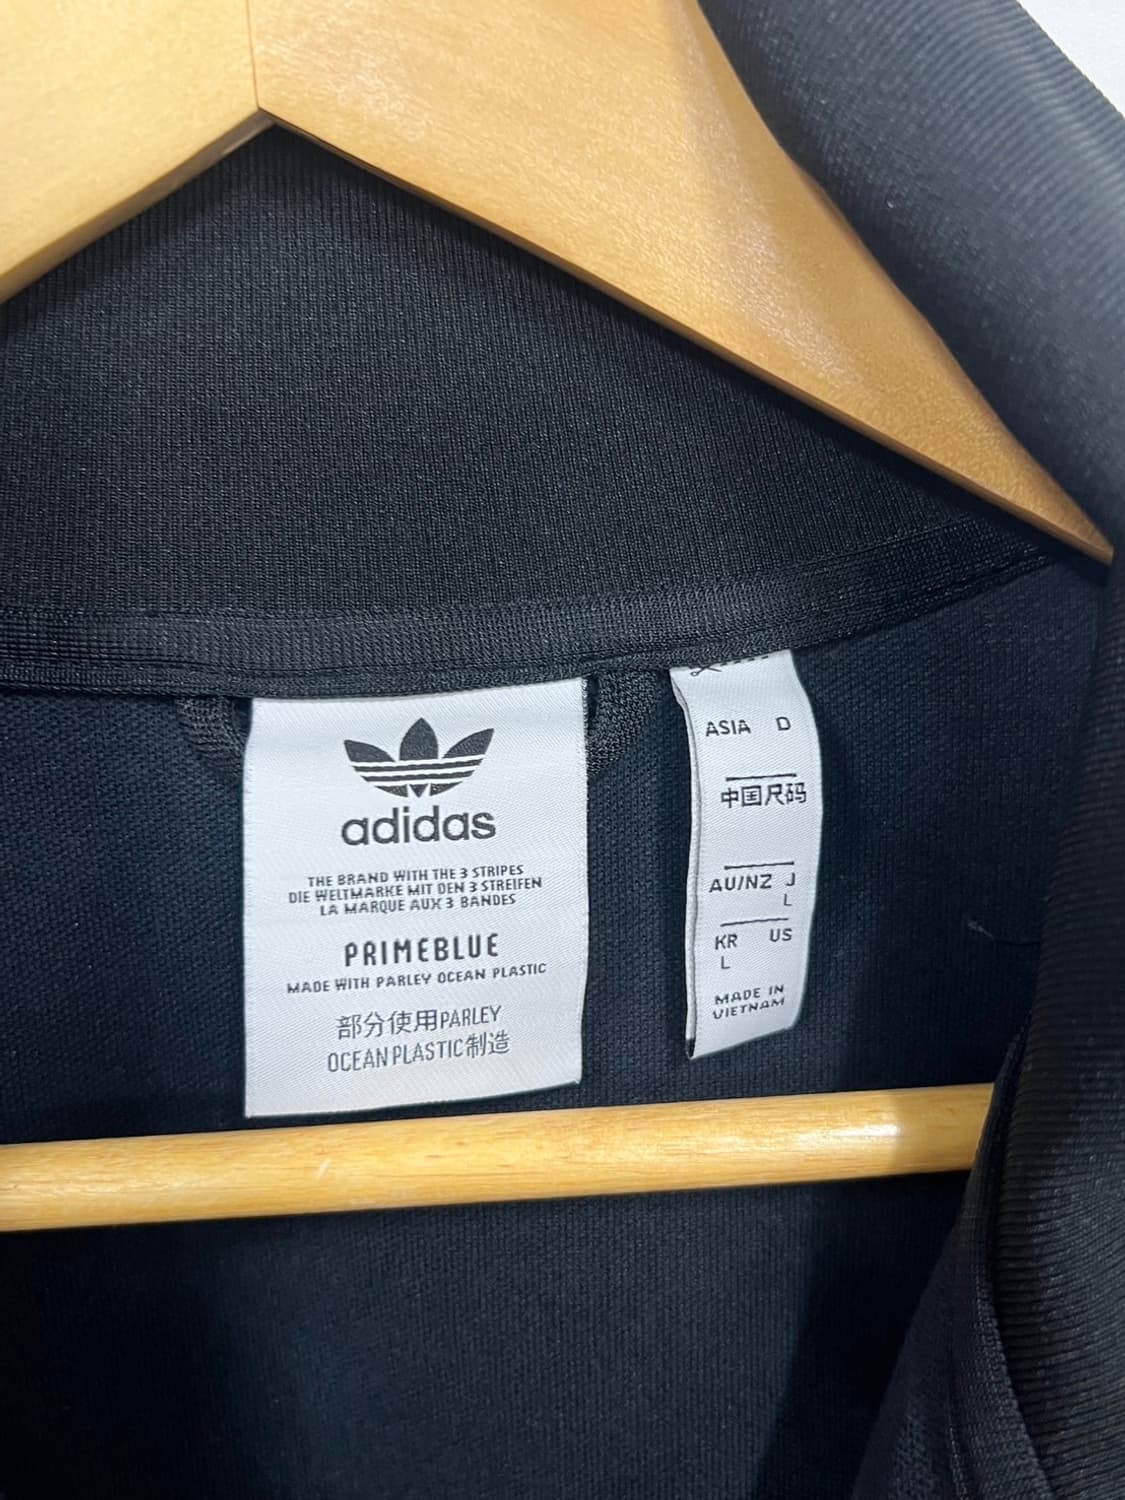 adidas
THE BRAND WITH THE 3 STRIPES
DIE WELTMARKE MIT DEN 3 STREIFEN
LA MARQUE AUX 3 BANDES
PRIMEBLUE
MADE WITH PARLEY OCEAN PLASTIC
部分使用PARLEY
OCEAN PLASTIC制造
ASIA D
中国尺码
AU/NZ J
L
KR US
L
MADE IN
VIETNAM